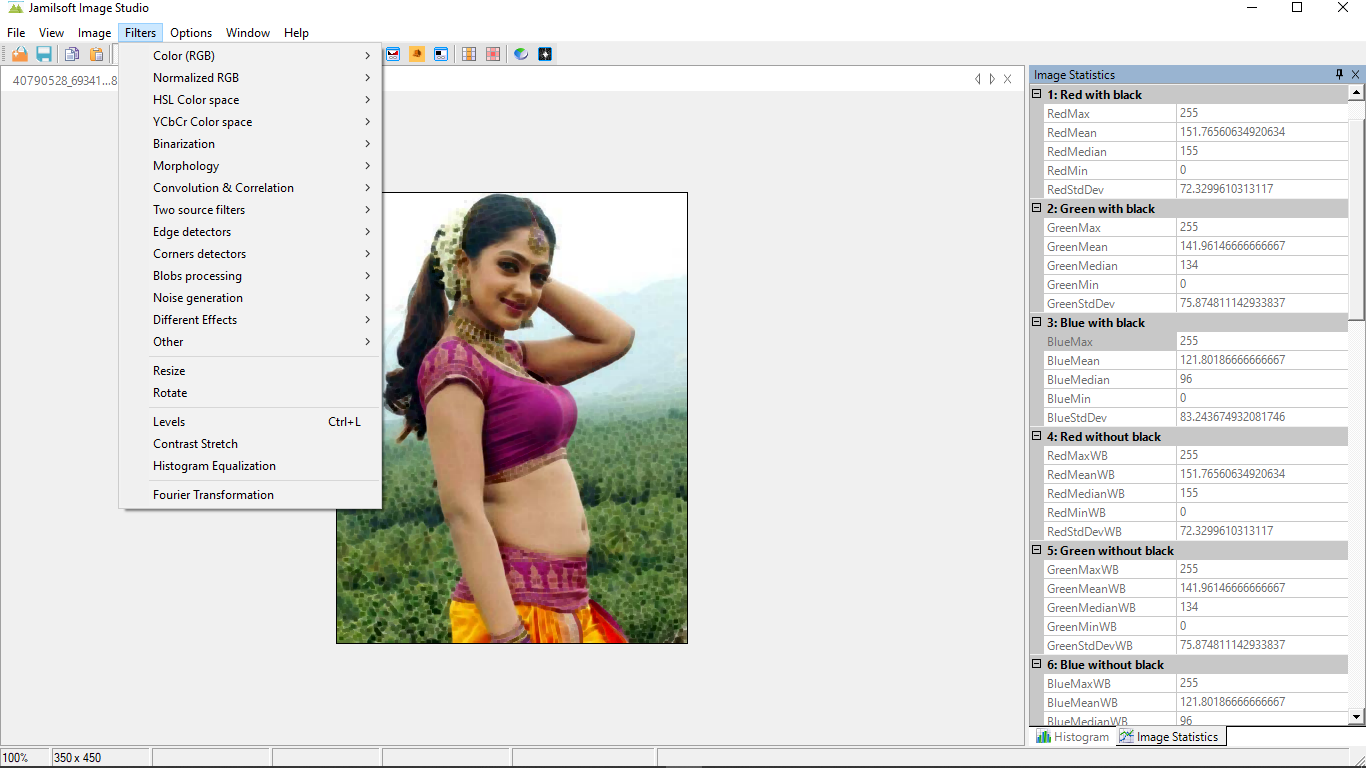 Jamilsoft Image Studio
File View Image Filters Options Window Help
40790528_69341...8
Color (RGB)
Normalized RGB
HSL Color space
YCbCr Color space
Binarization
Morphology
Convolution & Correlation
Two source filters
Edge detectors
Corners detectors
Blobs processing
Noise generation
Different Effects
Other
Resize
Rotate
Levels Ctrl+L
Contrast Stretch
Histogram Equalization
Fourier Transformation
Image Statistics
1: Red with black
RedMax 255
RedMean 151.76560634920634
RedMedian 155
RedMin 0
RedStdDev 72.3299610313117
2: Green with black
GreenMax 255
GreenMean 141.96146666666667
GreenMedian 134
GreenMin 0
GreenStdDev 75.874811142933837
3: Blue with black
BlueMax 255
BlueMean 121.80186666666667
BlueMedian 96
BlueMin 0
BlueStdDev 83.243674932081746
4: Red without black
RedMaxWB 255
RedMeanWB 151.76560634920634
RedMedianWB 155
RedMinWB 0
RedStdDevWB 72.3299610313117
5: Green without black
GreenMaxWB 255
GreenMeanWB 141.96146666666667
GreenMedianWB 134
GreenMinWB 0
GreenStdDevWB 75.874811142933837
6: Blue without black
BlueMaxWB 255
BlueMeanWB 121.80186666666667
BlueMedianWB 96
Histogram Image Statistics
100% 350 x 450